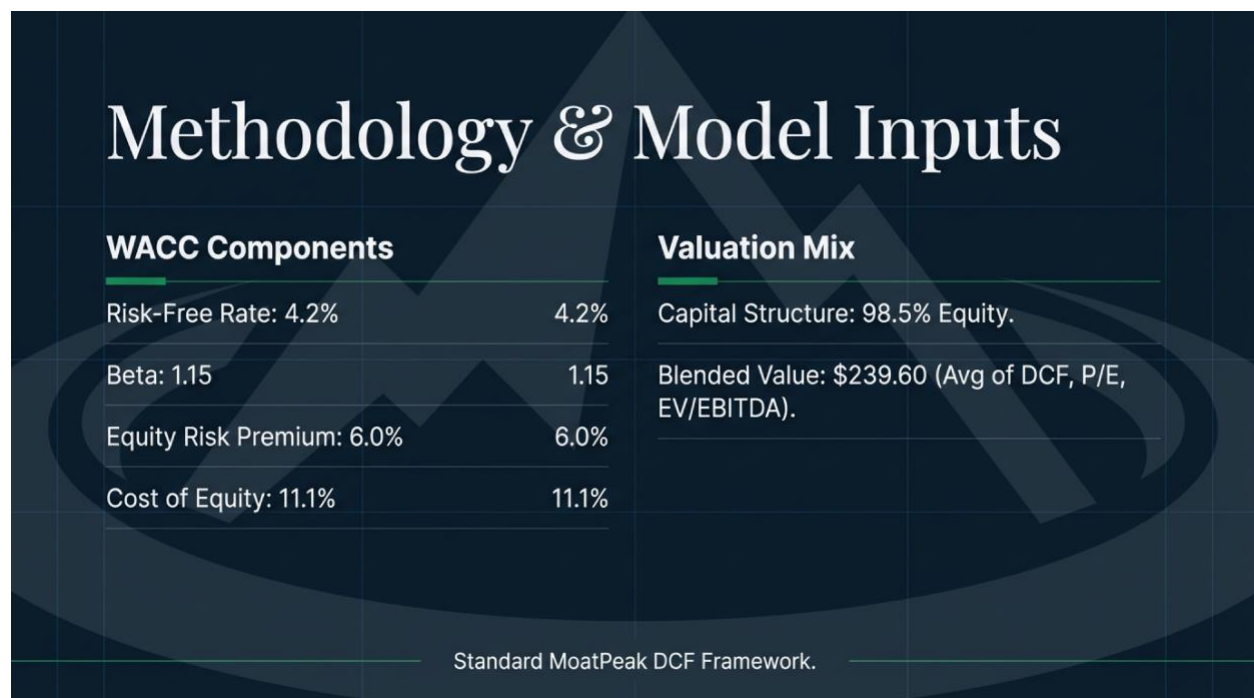 Methodology & Model Inputs
WACC Components
Risk-Free Rate: 4.2% 4.2%
Beta: 1.15 1.15
Equity Risk Premium: 6.0% 6.0%
Cost of Equity: 11.1% 11.1%
Valuation Mix
Capital Structure: 98.5% Equity.
Blended Value: $239.60 (Avg of DCF, P/E,
EV/EBITDA).
Standard MoatPeak DCF Framework.